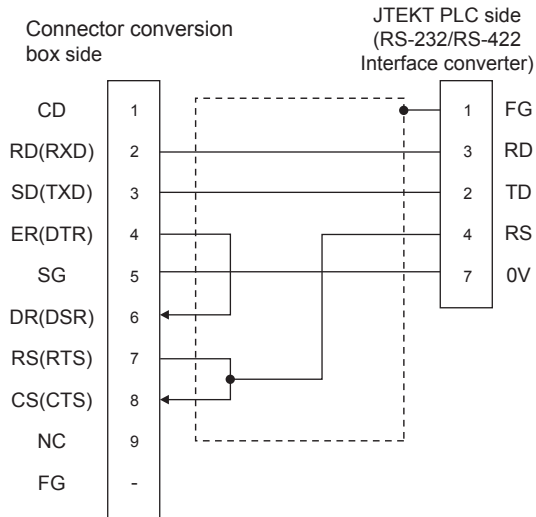 Connector conversion
box side
JTEKT PLC side
(RS-232/RS-422
Interface converter)
CD 1 1 FG
RD(RXD) 2 3 RD
SD(TXD) 3 2 TD
ER(DTR) 4 4 RS
SG 5 7 0V
DR(DSR) 6
RS(RTS) 7
CS(CTS) 8
NC 9
FG -